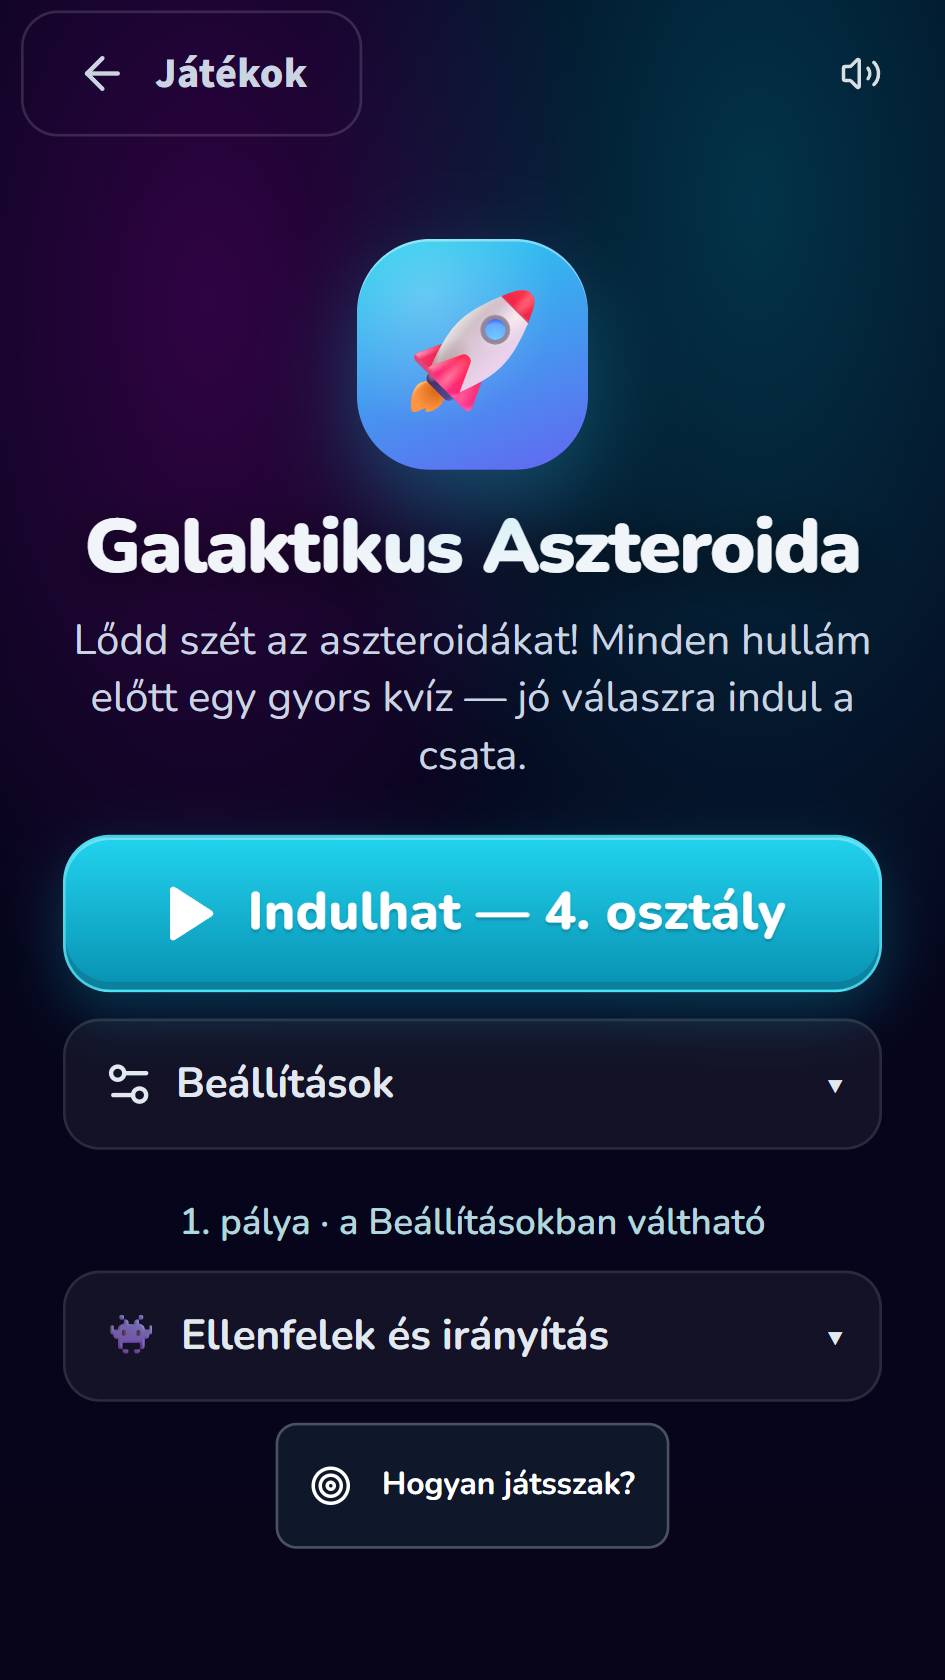 Játékok
Galaktikus Aszteroida
Lődd szét az aszteroidákat! Minden hullám
előtt egy gyors kvíz — jó válaszra indul a
csata.
Indulhat — 4. osztály
Beállítások
1. pálya · a Beállításokban váltható
Ellenfelek és irányítás
Hogyan játsszak?